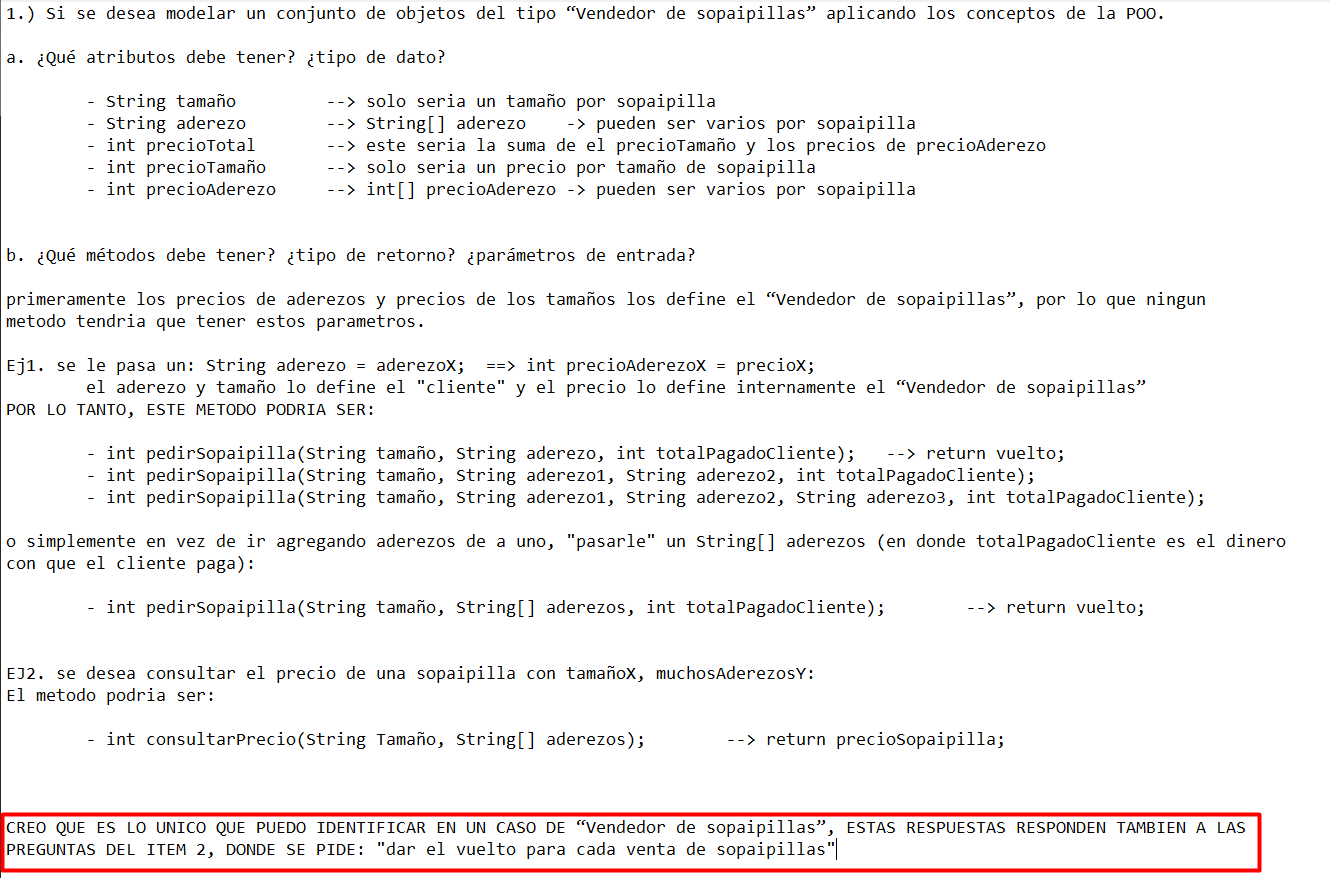 1.) Si se desea modelar un conjunto de objetos del tipo “Vendedor de sopaipillas” aplicando los conceptos de la POO.
a. ¿Qué atributos debe tener? ¿tipo de dato?
- String tamaño --> solo seria un tamaño por sopaipilla
- String aderezo --> String[] aderezo -> pueden ser varios por sopaipilla
- int precioTotal --> este seria la suma de el precioTamaño y los precios de precioAderezo
- int precioTamaño --> solo seria un precio por tamaño de sopaipilla
- int precioAderezo --> int[] precioAderezo -> pueden ser varios por sopaipilla
b. ¿Qué métodos debe tener? ¿tipo de retorno? ¿parámetros de entrada?
primeramente los precios de aderezos y precios de los tamaños los define el “Vendedor de sopaipillas”, por lo que ningun
metodo tendria que tener estos parametros.
Ej1. se le pasa un: String aderezo = aderezoX; ==> int precioAderezoX = precioX;
el aderezo y tamaño lo define el "cliente" y el precio lo define internamente el “Vendedor de sopaipillas”
POR LO TANTO, ESTE METODO PODRIA SER:
- int pedirSopaipilla(String tamaño, String aderezo, int totalPagadoCliente); --> return vuelto;
- int pedirSopaipilla(String tamaño, String aderezo1, String aderezo2, int totalPagadoCliente);
- int pedirSopaipilla(String tamaño, String aderezo1, String aderezo2, String aderezo3, int totalPagadoCliente);
o simplemente en vez de ir agregando aderezos de a uno, "pasarle" un String[] aderezos (en donde totalPagadoCliente es el dinero
con que el cliente paga):
- int pedirSopaipilla(String tamaño, String[] aderezos, int totalPagadoCliente); --> return vuelto;
EJ2. se desea consultar el precio de una sopaipilla con tamañoX, muchosAderezosY:
El metodo podria ser:
- int consultarPrecio(String Tamaño, String[] aderezos); --> return precioSopaipilla;
CREO QUE ES LO UNICO QUE PUEDO IDENTIFICAR EN UN CASO DE “Vendedor de sopaipillas”, ESTAS RESPUESTAS RESPONDEN TAMBIEN A LAS
PREGUNTAS DEL ITEM 2, DONDE SE PIDE: "dar el vuelto para cada venta de sopaipillas"